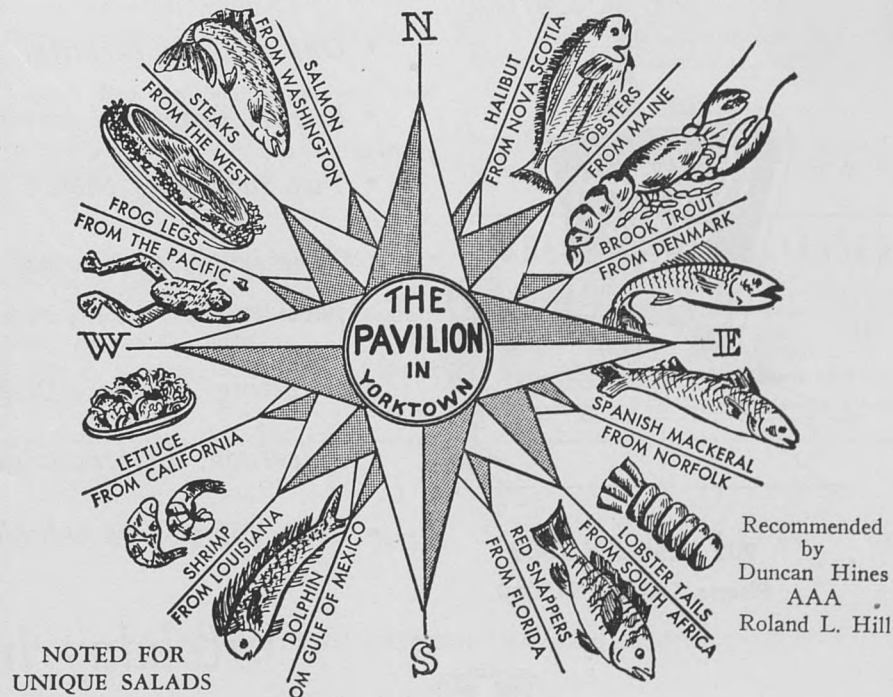 N
SALMON
FROM WASHINGTON
STEAKS
FROM THE WEST
FROG LEGS
FROM THE PACIFIC
W
LETTUCE
FROM CALIFORNIA
SHRIMP
FROM LOUISIANA
DOLPHIN
OM GULF OF MEXICO
HALIBUT
FROM NOVA SCOTIA
LOBSTERS
FROM MAINE
BROOK TROUT
FROM DENMARK
E
SPANISH MACKERAL
FROM NORFOLK
LOBSTER TAILS
FROM SOUTH AFRICA
RED SNAPPERS
FROM FLORIDA
S
THE
PAVILION
IN
YORKTOWN
Recommended
by
Duncan Hines
AAA
Roland L. Hill
NOTED FOR
UNIQUE SALADS